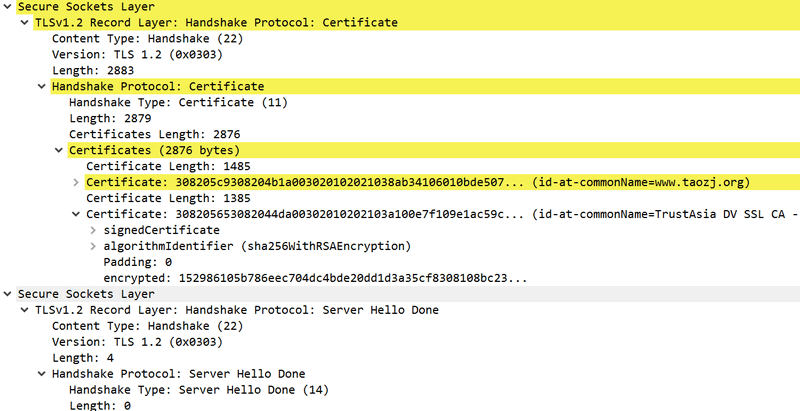 Secure Sockets Layer
TLSv1.2 Record Layer: Handshake Protocol: Certificate
Content Type: Handshake (22)
Version: TLS 1.2 (0x0303)
Length: 2883
Handshake Protocol: Certificate
Handshake Type: Certificate (11)
Length: 2879
Certificates Length: 2876
Certificates (2876 bytes)
Certificate Length: 1485
Certificate: 308205c9308204b1a003020102021038ab34106010bde507... (id-at-commonName=www.taozj.org)
Certificate Length: 1385
Certificate: 308205653082044da00302010202103a100e7f109e1ac59c... (id-at-commonName=TrustAsia DV SSL CA -
signedCertificate
algorithmIdentifier (sha256WithRSAEncryption)
Padding: 0
encrypted: 152986105b786eec704dc4bde20dd1d3a35cf8308108bc23...
Secure Sockets Layer
TLSv1.2 Record Layer: Handshake Protocol: Server Hello Done
Content Type: Handshake (22)
Version: TLS 1.2 (0x0303)
Length: 4
Handshake Protocol: Server Hello Done
Handshake Type: Server Hello Done (14)
Length: 0